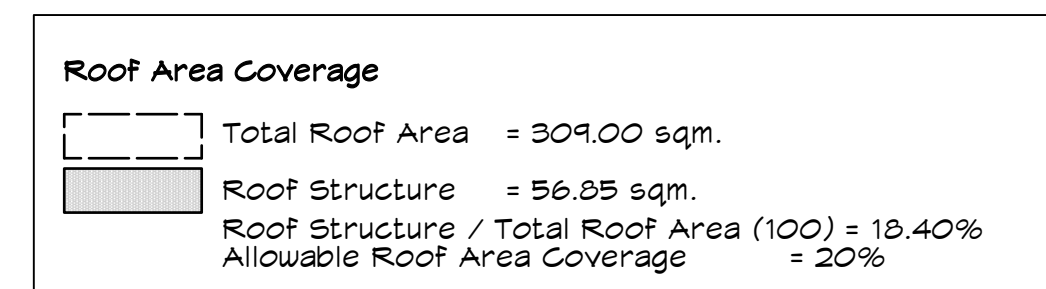 Roof Area Coverage
Total Roof Area = 309.00 sqm.
Roof Structure = 56.85 sqm.
Roof Structure / Total Roof Area (100) = 18.40%
Allowable Roof Area Coverage = 20%